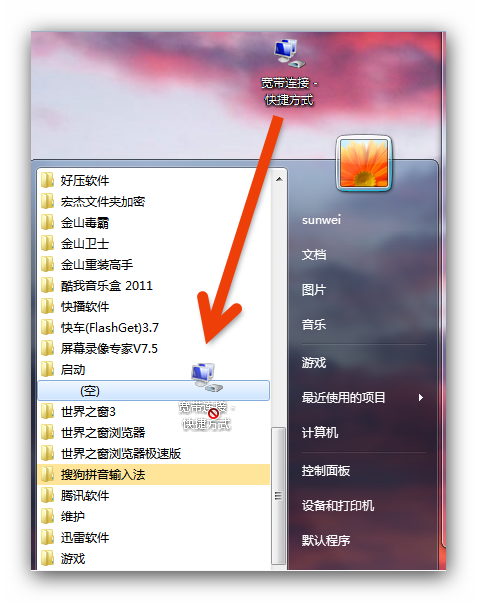 宽带连接 -
快捷方式
好压软件
宏杰文件夹加密
金山毒霸
金山卫士
金山重装高手
酷我音乐盒 2011
快播软件
快车(FlashGet)3.7
屏幕录像专家V7.5
启动
(空)
宽带连接 -
快捷方式
世界之窗3
世界之窗浏览器
世界之窗浏览器极速版
搜狗拼音输入法
腾讯软件
维护
迅雷软件
游戏
sunwei
文档
图片
音乐
游戏
最近使用的项目
计算机
控制面板
设备和打印机
默认程序